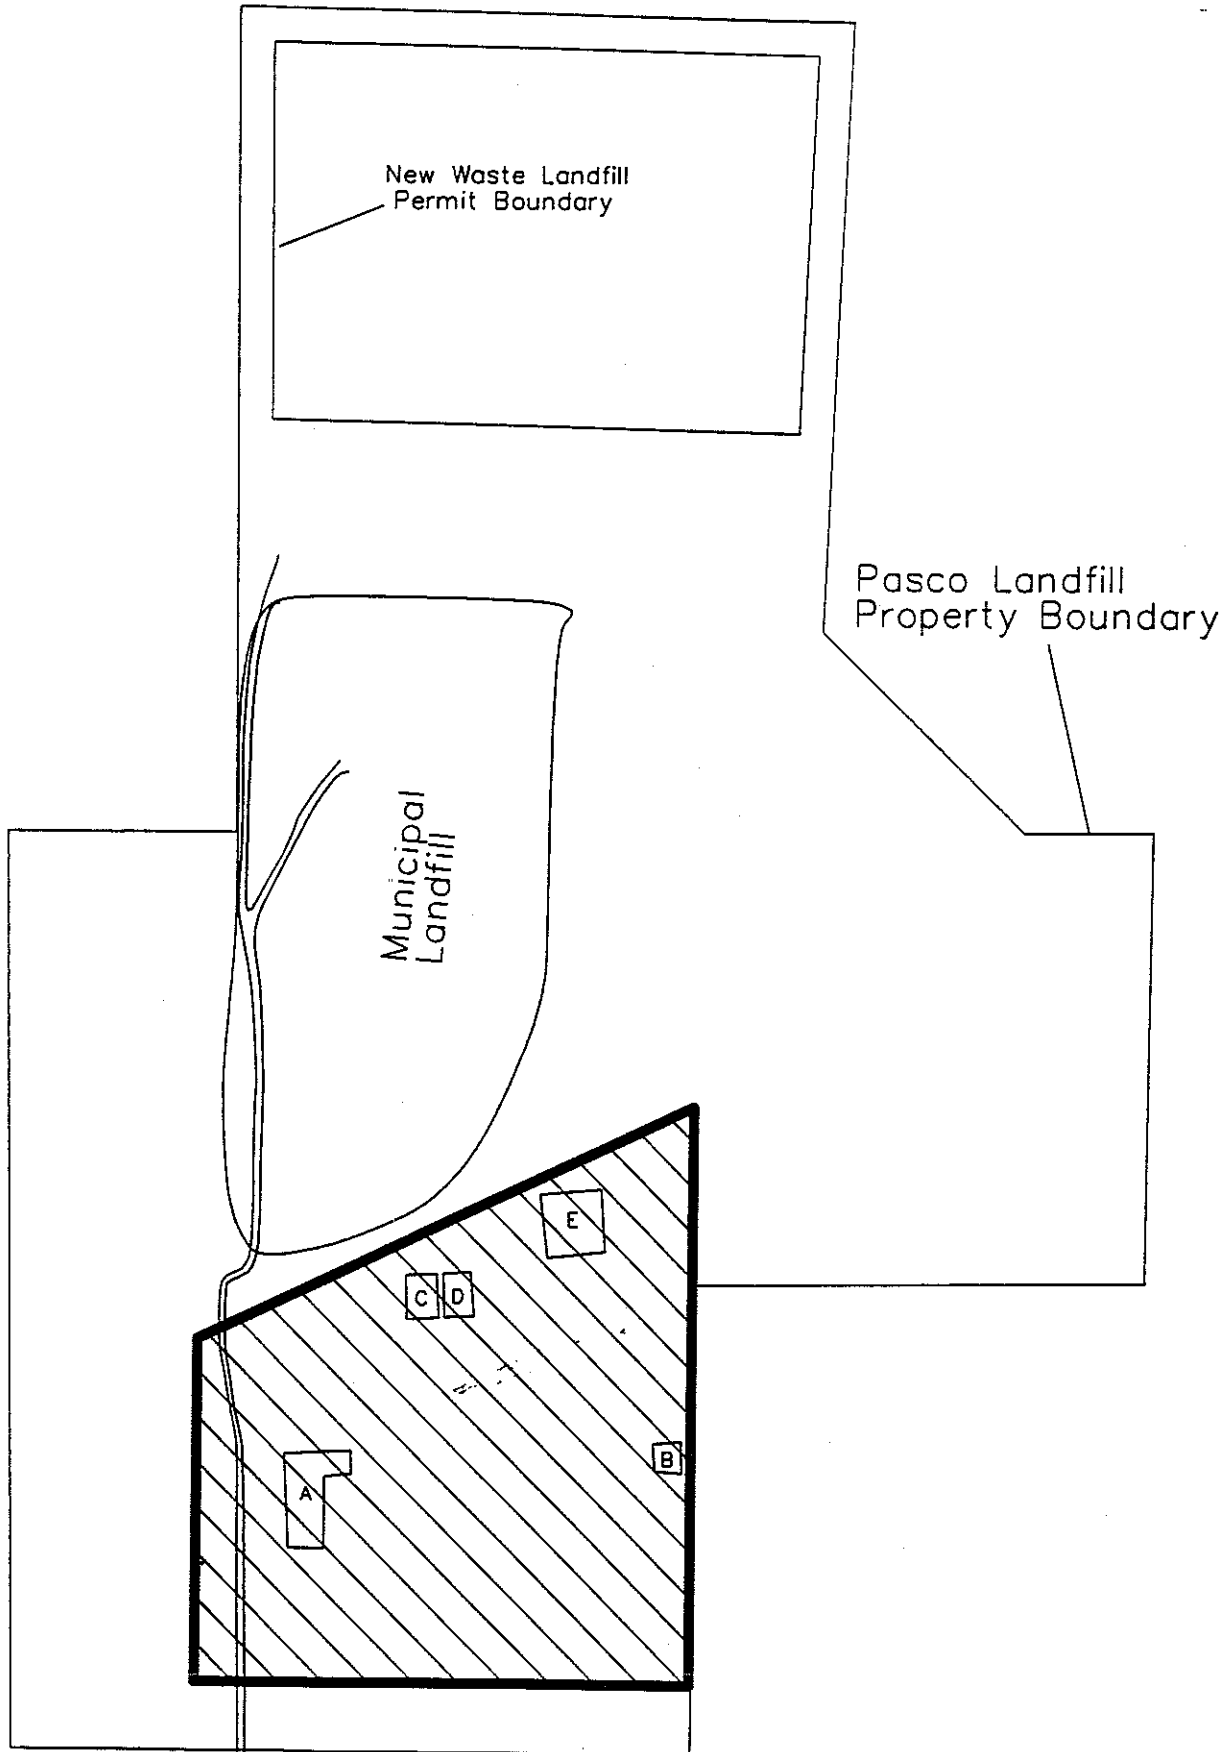 New Waste Landfill
Permit Boundary
Pasco Landfill
Property Boundary
Municipal
Landfill
E
C
D
B
A